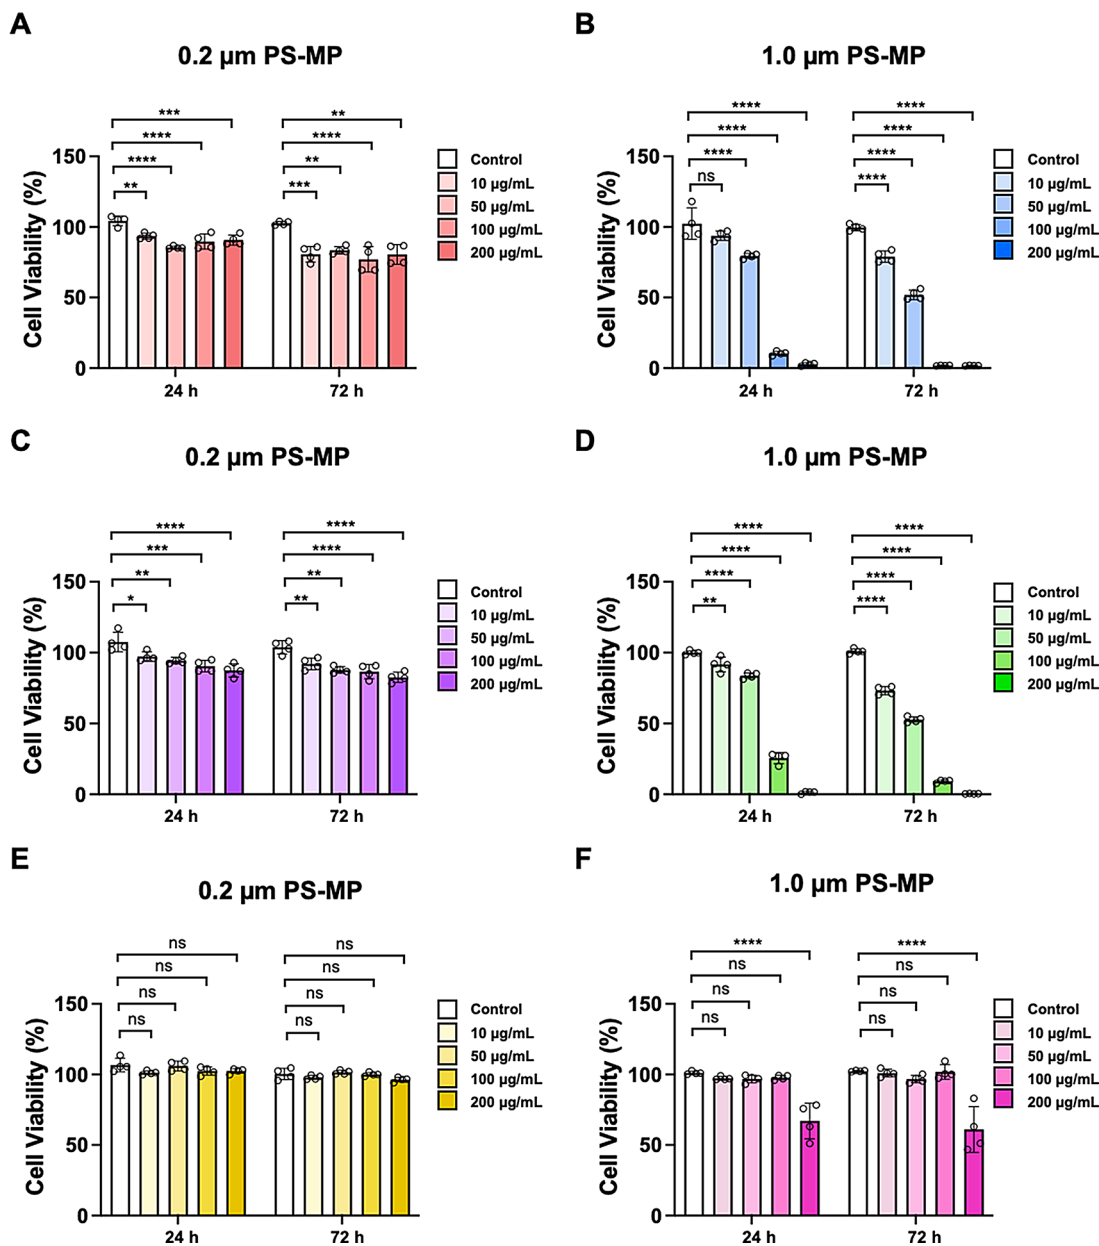 A
0.2 µm PS-MP
***
**
****
****
****
**
**
***
Cell Viability (%)
150
100
50
0
24 h
72 h
Control
10 µg/mL
50 µg/mL
100 µg/mL
200 µg/mL
B
1.0 µm PS-MP
****
****
****
****
****
****
ns
****
Cell Viability (%)
150
100
50
0
24 h
72 h
Control
10 µg/mL
50 µg/mL
100 µg/mL
200 µg/mL
C
0.2 µm PS-MP
****
****
***
****
**
**
*
**
Cell Viability (%)
150
100
50
0
24 h
72 h
Control
10 µg/mL
50 µg/mL
100 µg/mL
200 µg/mL
D
1.0 µm PS-MP
****
****
****
****
****
****
**
****
Cell Viability (%)
150
100
50
0
24 h
72 h
Control
10 µg/mL
50 µg/mL
100 µg/mL
200 µg/mL
E
0.2 µm PS-MP
ns
ns
ns
ns
ns
ns
ns
ns
Cell Viability (%)
150
100
50
0
24 h
72 h
Control
10 µg/mL
50 µg/mL
100 µg/mL
200 µg/mL
F
1.0 µm PS-MP
****
****
ns
ns
ns
ns
ns
ns
Cell Viability (%)
150
100
50
0
24 h
72 h
Control
10 µg/mL
50 µg/mL
100 µg/mL
200 µg/mL